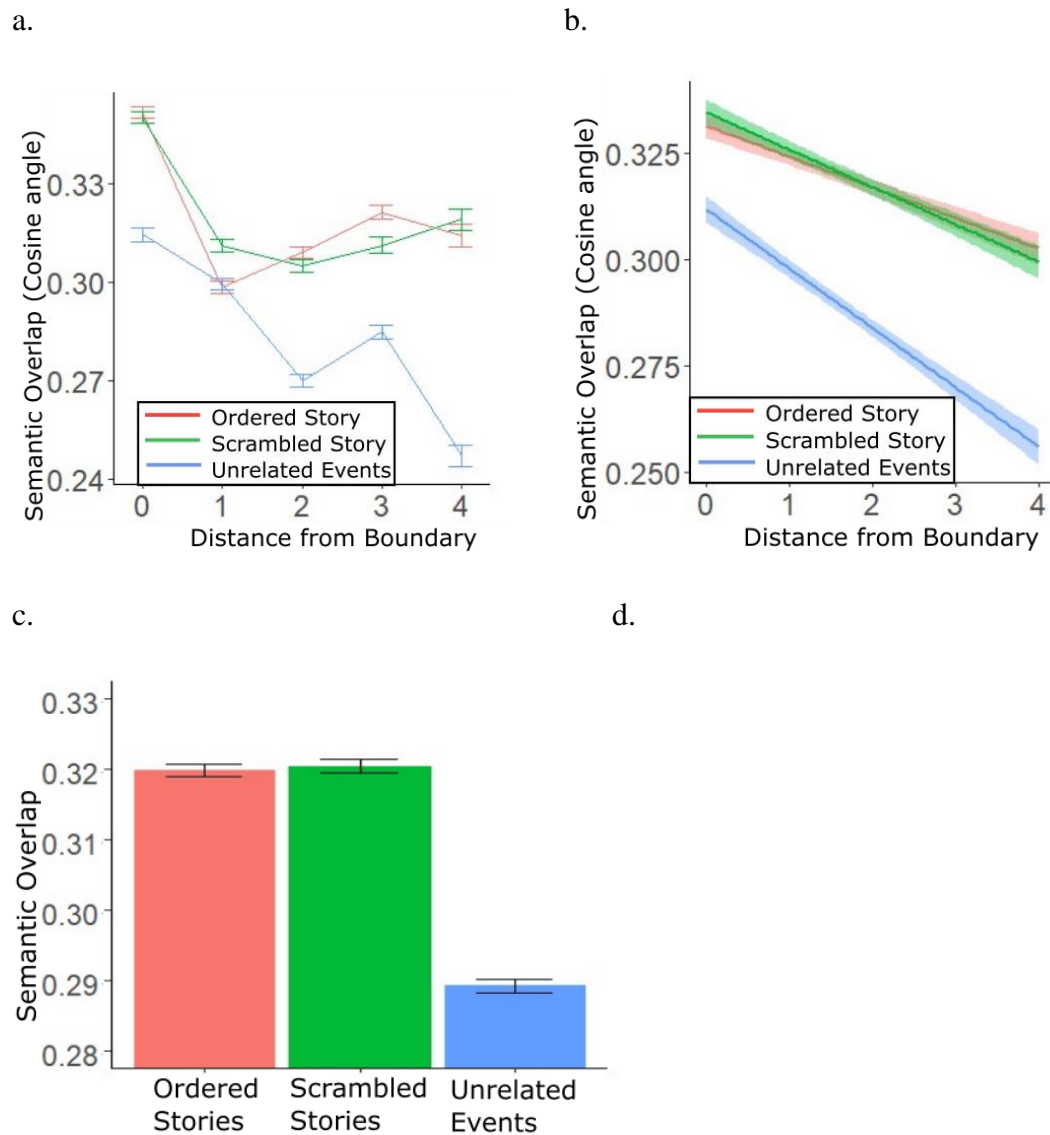 a.
b.
Semantic Overlap (Cosine angle)
0.33
0.30
0.27
0.24
Ordered Story
Scrambled Story
Unrelated Events
0 1 2 3 4
Distance from Boundary
Semantic Overlap (Cosine angle)
0.325
0.300
0.275
0.250
Ordered Story
Scrambled Story
Unrelated Events
0 1 2 3 4
Distance from Boundary
c.
d.
Semantic Overlap
0.33
0.32
0.31
0.30
0.29
0.28
Ordered
Stories
Scrambled
Stories
Unrelated
Events